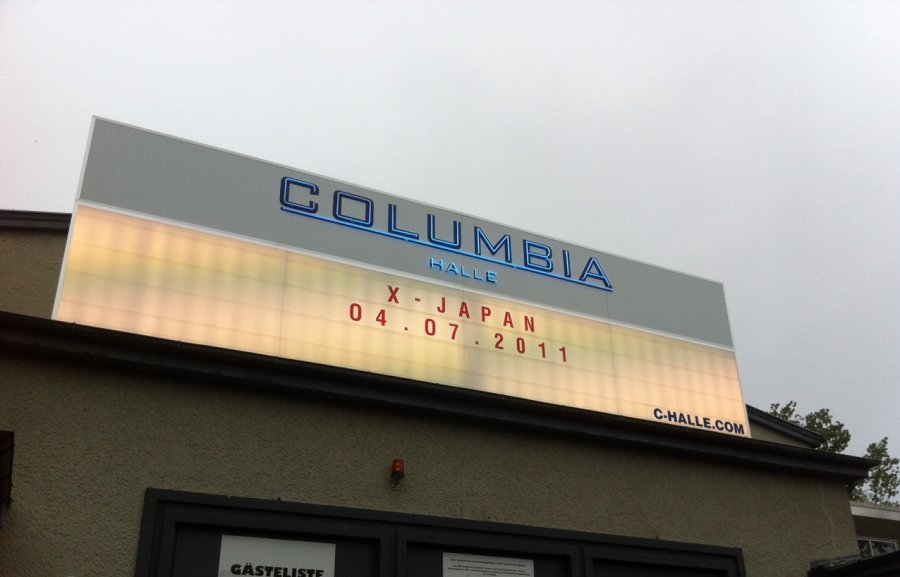 COLUMBIA
HALLE
X-JAPAN
04.07.2011
C-HALLE.COM
GÄSTELISTE